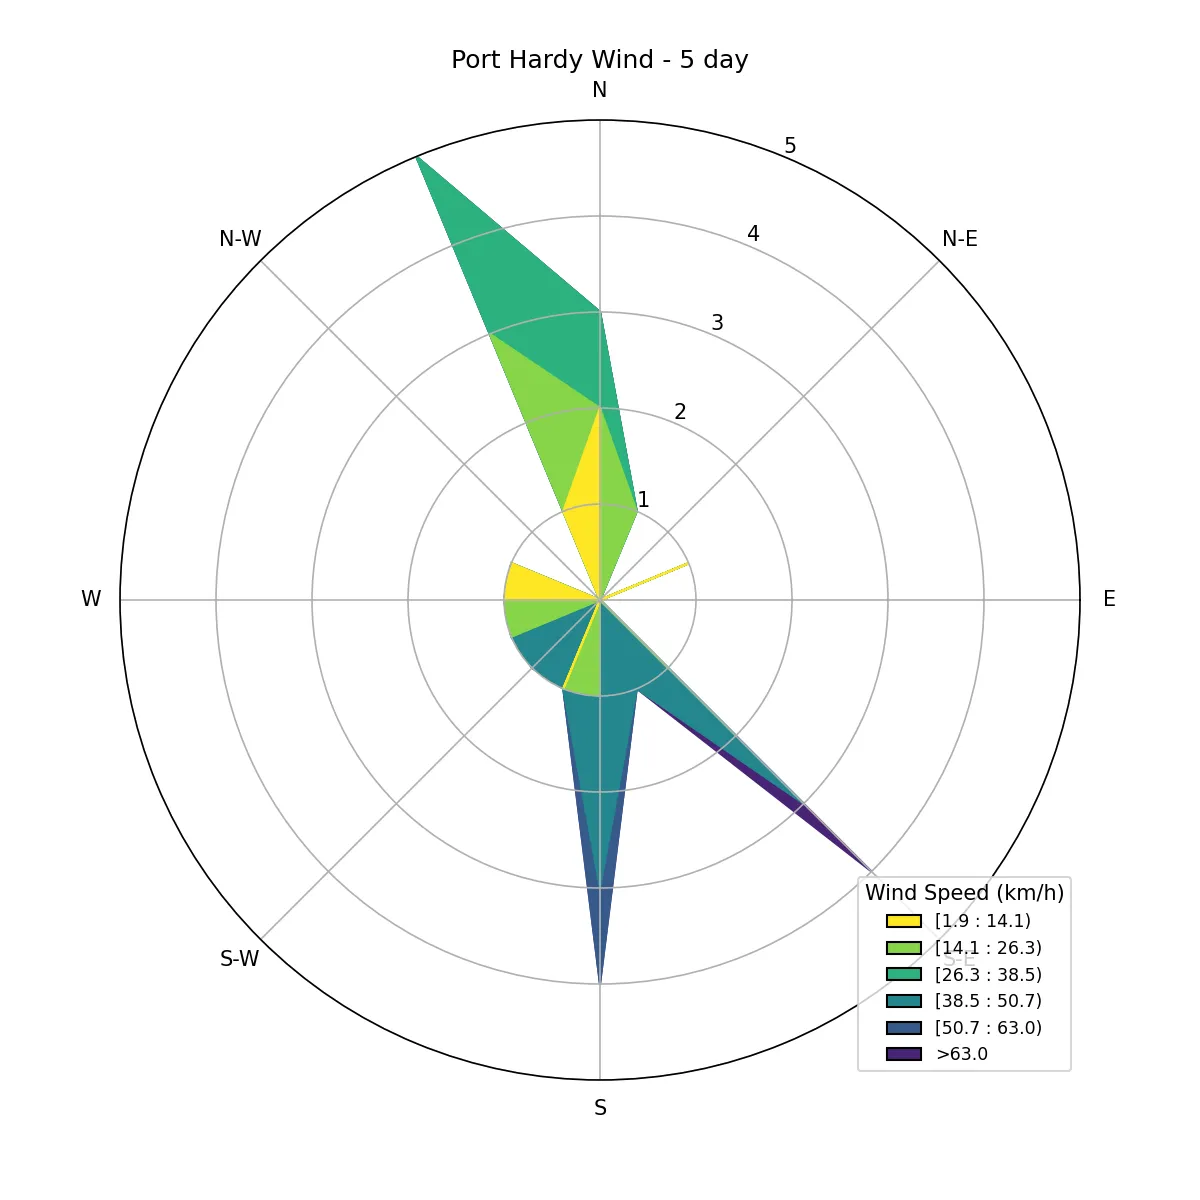 Port Hardy Wind - 5 day
N
5
4
N-W
N-E
3
2
1
W
E
Wind Speed (km/h)
[1.9 : 14.1)
[14.1 : 26.3)
S-W
S-E
[26.3 : 38.5)
[38.5 : 50.7)
[50.7 : 63.0)
>63.0
S